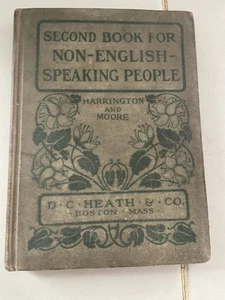 SECOND BOOK FOR
NON-ENGLISH-
SPEAKING PEOPLE
HARRINGTON
AND
MOORE
D·C·HEATH & CO.
BOSTON·MASS·